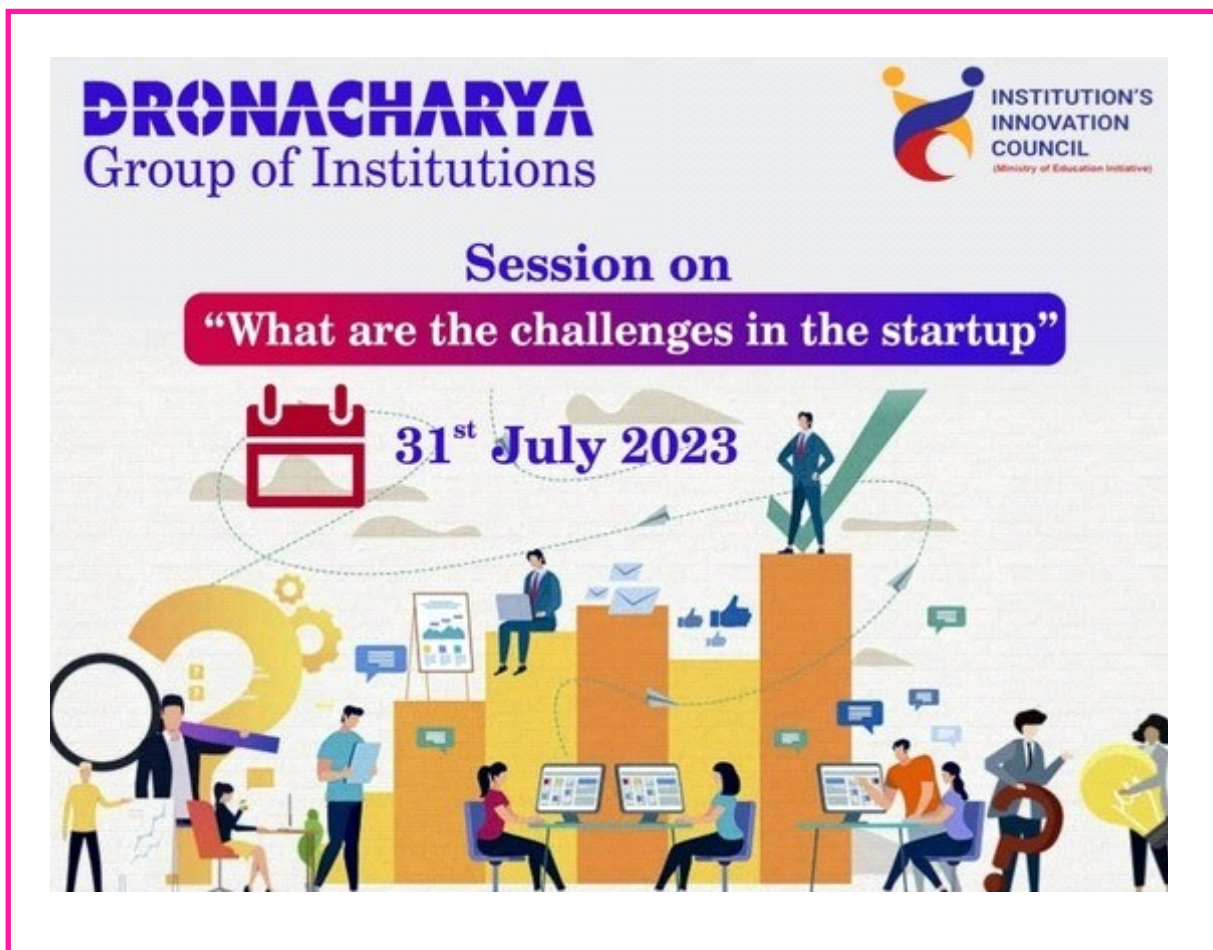 DRONACHARYA
Group of Institutions
INSTITUTION'S
INNOVATION
COUNCIL
(Ministry of Education Initiative)
Session on
“What are the challenges in the startup”
31st July 2023